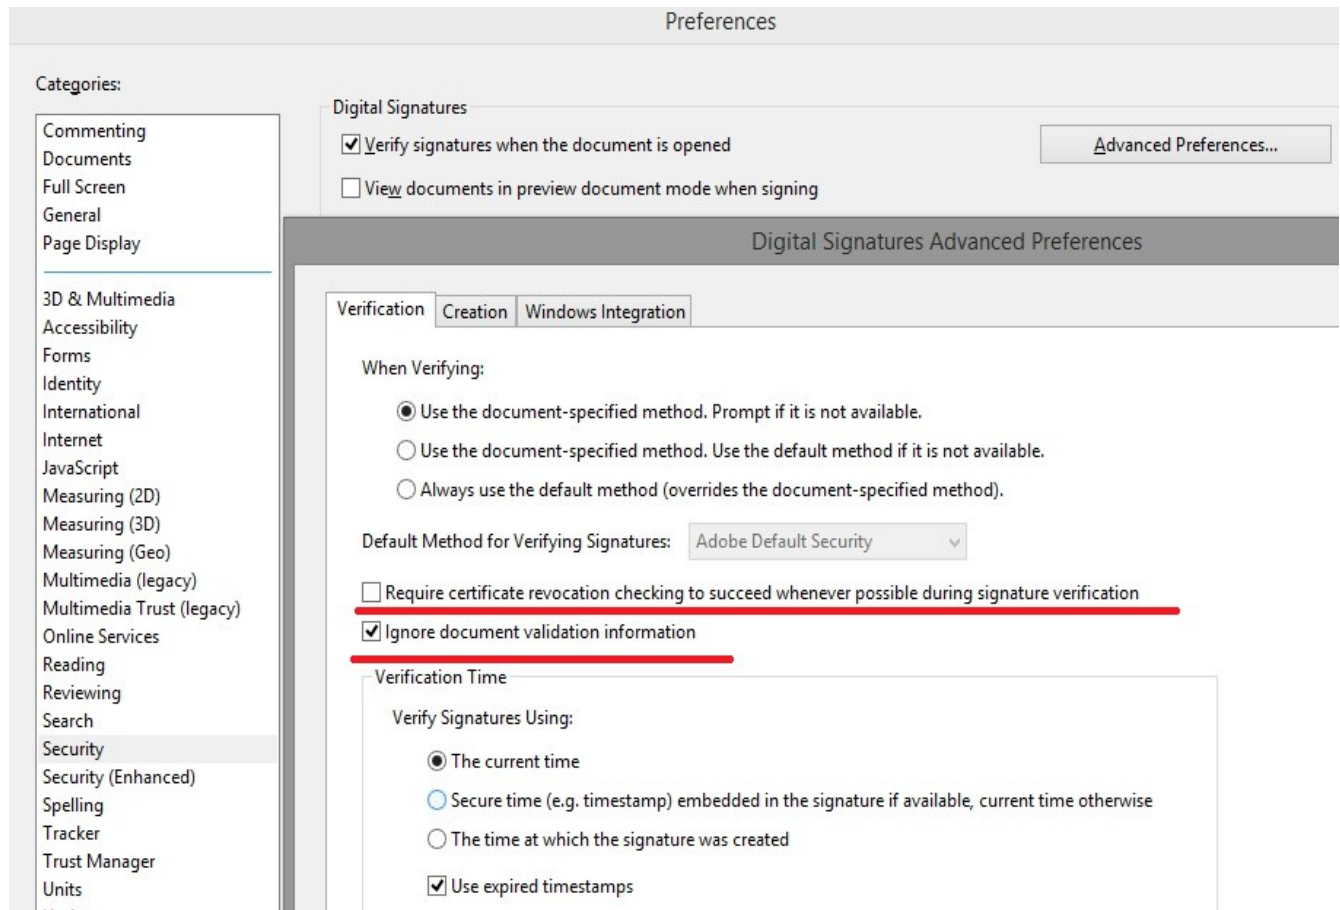 Preferences
Categories:
Commenting
Documents
Full Screen
General
Page Display
3D & Multimedia
Accessibility
Forms
Identity
International
Internet
JavaScript
Measuring (2D)
Measuring (3D)
Measuring (Geo)
Multimedia (legacy)
Multimedia Trust (legacy)
Online Services
Reading
Reviewing
Search
Security
Security (Enhanced)
Spelling
Tracker
Trust Manager
Units
Digital Signatures
Verify signatures when the document is opened
Advanced Preferences...
View documents in preview document mode when signing
Digital Signatures Advanced Preferences
Verification
Creation
Windows Integration
When Verifying:
Use the document-specified method. Prompt if it is not available.
Use the document-specified method. Use the default method if it is not available.
Always use the default method (overrides the document-specified method).
Default Method for Verifying Signatures: Adobe Default Security
Require certificate revocation checking to succeed whenever possible during signature verification
Ignore document validation information
Verification Time
Verify Signatures Using:
The current time
Secure time (e.g. timestamp) embedded in the signature if available, current time otherwise
The time at which the signature was created
Use expired timestamps